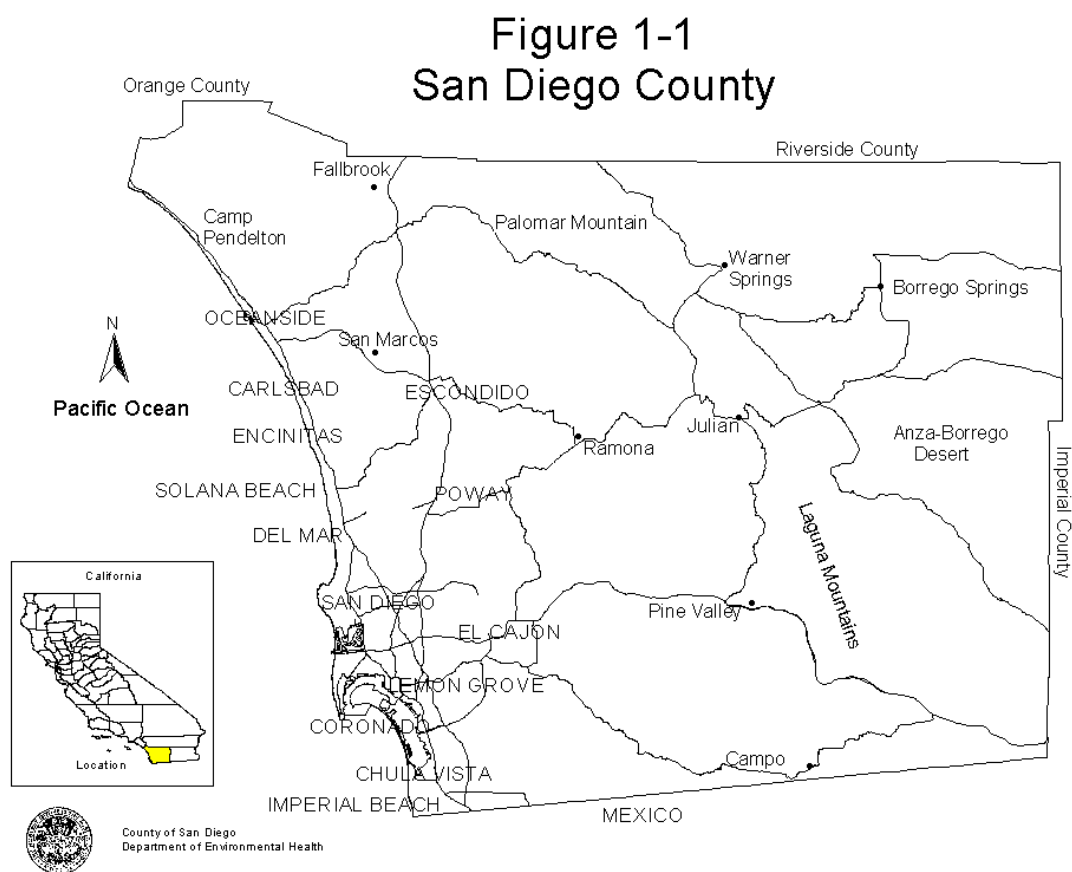 Figure 1-1
San Diego County
Orange County
Riverside County
Fallbrook
Camp
Pendelton
Palomar Mountain
Warner
Springs
Borrego Springs
OCEANSIDE
N
San Marcos
Pacific Ocean
CARLSBAD
ESCONDIDO
ENCINITAS
Julian
Ramona
Anza-Borrego
Desert
Imperial County
SOLANA BEACH
POWAY
DEL MAR
Laguna Mountains
California
SAN DIEGO
Pine Valley
EL CAJON
LEMON GROVE
CORONADO
Location
Campo
CHULA VISTA
IMPERIAL BEACH
MEXICO
County of San Diego
Department of Environmental Health